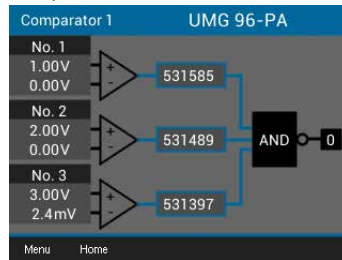 Comparator 1 UMG 96-PA
No. 1
1.00V
0.00V
+
-
531585
No. 2
2.00V
0.00V
+
-
531489
AND
0
No. 3
3.00V
2.4mV
+
-
531397
Menu Home